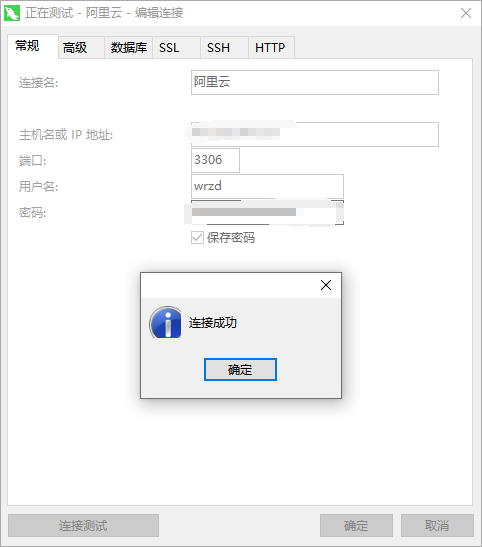 正在测试 - 阿里云 - 编辑连接
常规 高级 数据库 SSL SSH HTTP
连接名: 阿里云
主机名或 IP 地址:
端口: 3306
用户名: wrzd
密码:
保存密码
连接成功
确定
连接测试 确定 取消